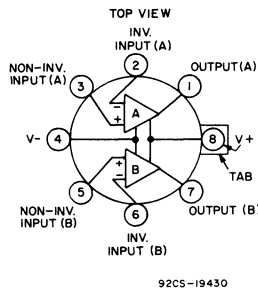 TOP VIEW
INV.
INPUT (A)
NON-INV.
INPUT (A)
OUTPUT (A)
2
3
1
A
V-
4
8
V+
TAB
B
5
7
6
NON-INV.
INPUT (B)
OUTPUT (B)
INV.
INPUT (B)
92CS-19430